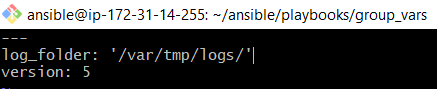 ansible@ip-172-31-14-255: ~/ansible/playbooks/group_vars
---
log_folder: '/var/tmp/logs/'
version: 5